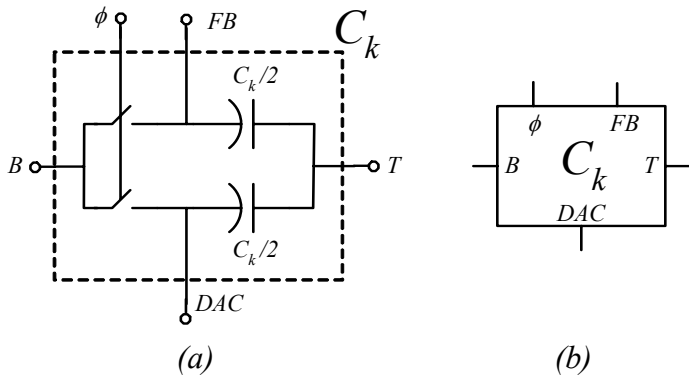 ϕ FB C_k
C_k/2
B T
C_k/2
DAC
(a)
ϕ FB
B C_k T
DAC
(b)